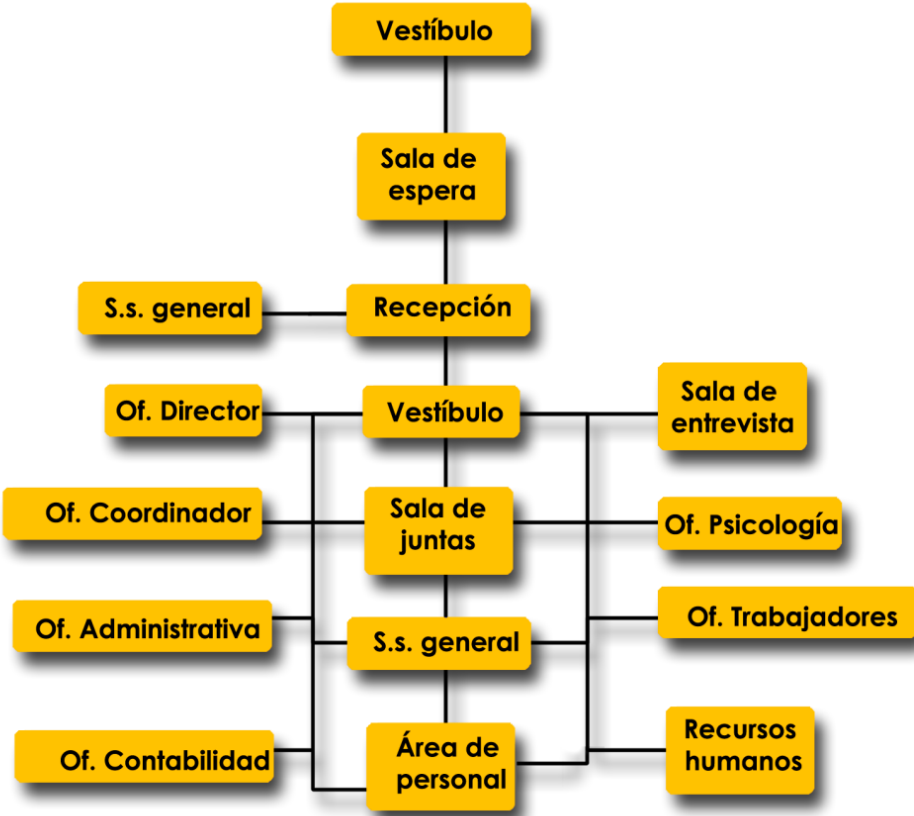 Vestíbulo
Sala de
espera
S.s. general
Recepción
Of. Director
Vestíbulo
Sala de
entrevista
Of. Coordinador
Sala de
juntas
Of. Psicología
Of. Administrativa
S.s. general
Of. Trabajadores
Of. Contabilidad
Área de
personal
Recursos
humanos